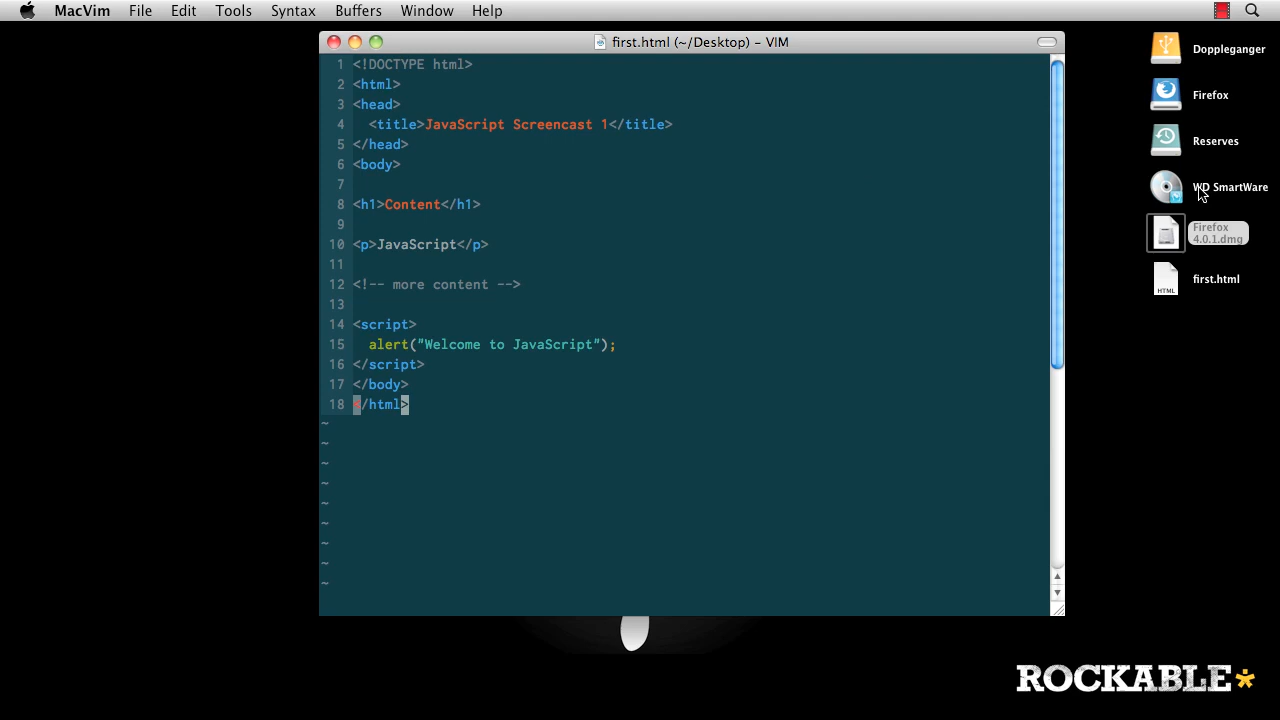 MacVim File Edit Tools Syntax Buffers Window Help
first.html (~/Desktop) – VIM
1 <!DOCTYPE html>
2 <html>
3 <head>
4 <title>JavaScript Screencast 1</title>
5 </head>
6 <body>
7
8 <h1>Content</h1>
9
10 <p>JavaScript</p>
11
12 <!-- more content -->
13
14 <script>
15 alert("Welcome to JavaScript");
16 </script>
17 </body>
18 </html>
~
~
~
~
~
~
~
~
~
Doppleganger
Firefox
Reserves
WD SmartWare
Firefox
4.0.1.dmg
HTML
first.html
ROCKABLE*